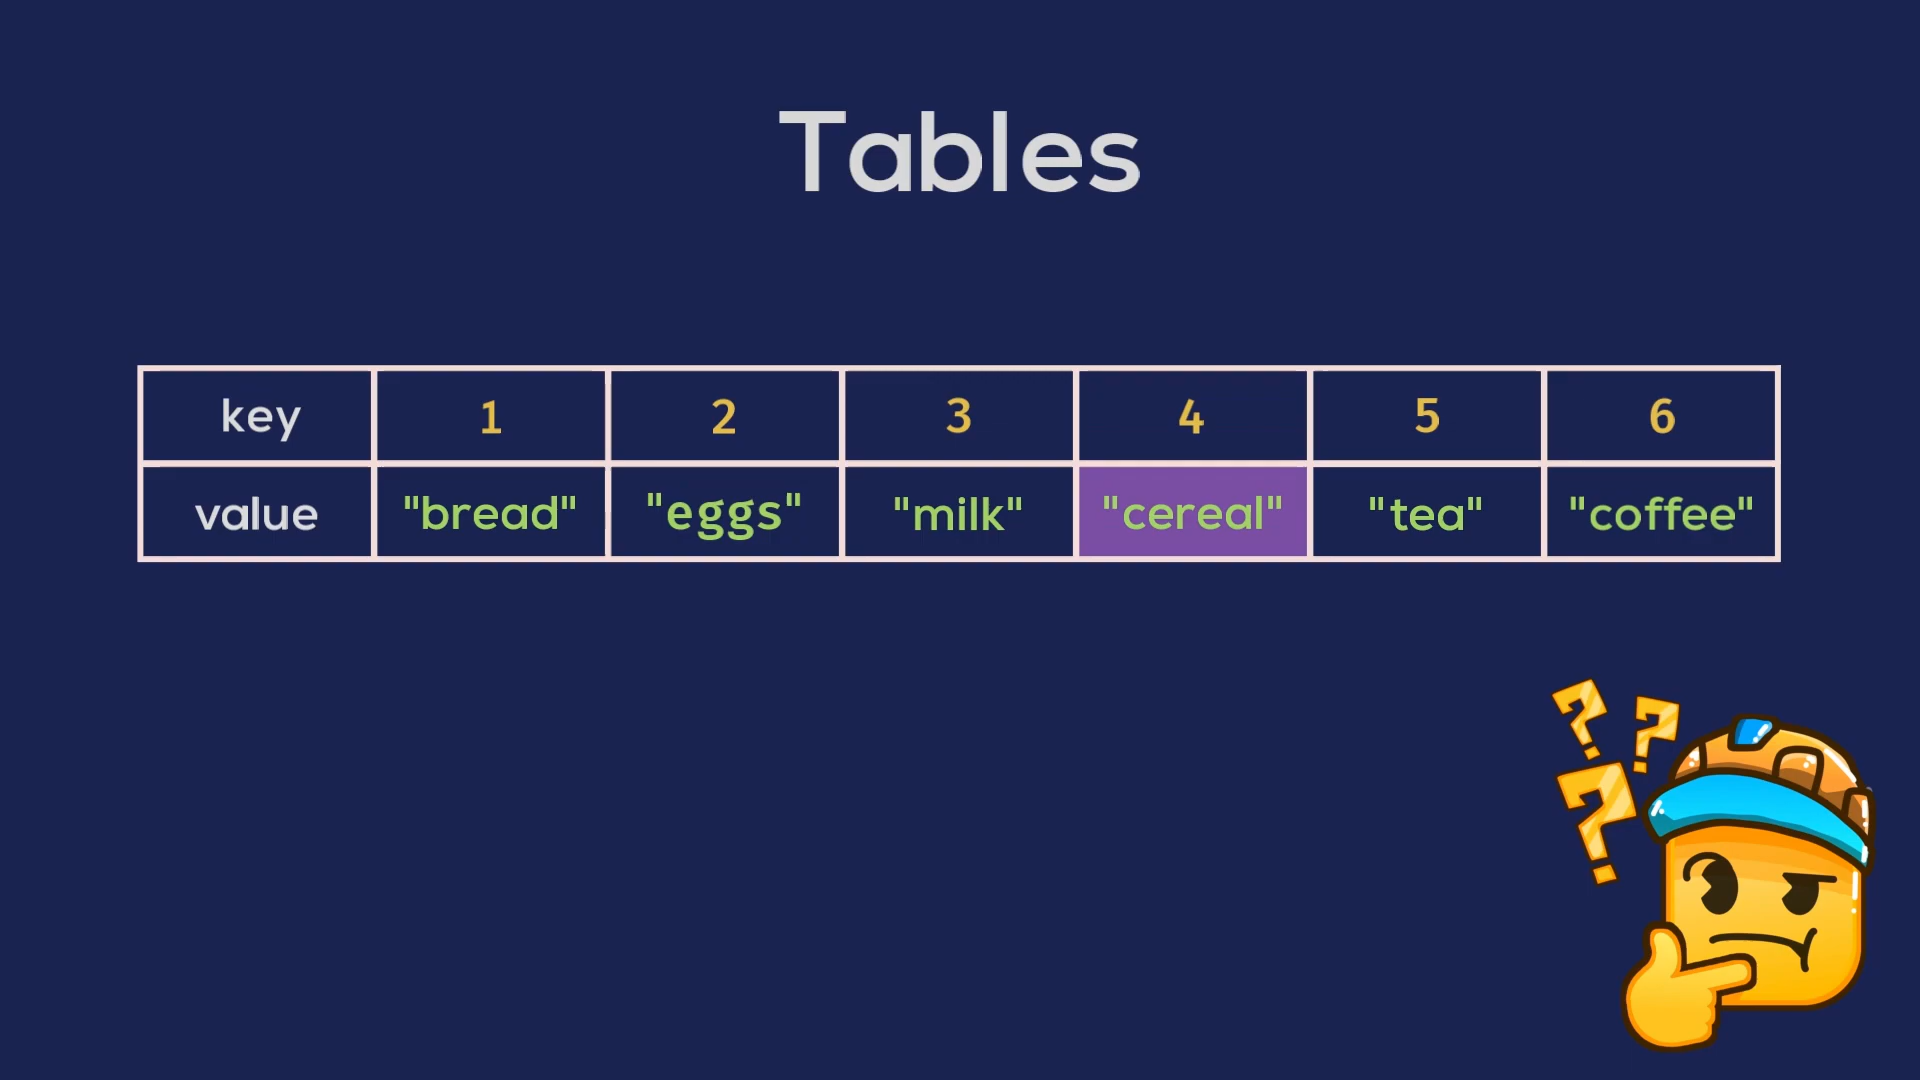 Tables
key 1 2 3 4 5 6
value "bread" "eggs" "milk" "cereal" "tea" "coffee"
? ?
?